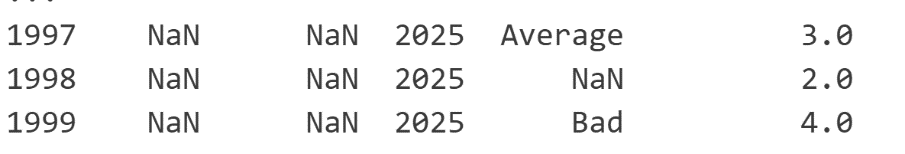 1997 NaN NaN 2025 Average 3.0
1998 NaN NaN 2025 NaN 2.0
1999 NaN NaN 2025 Bad 4.0